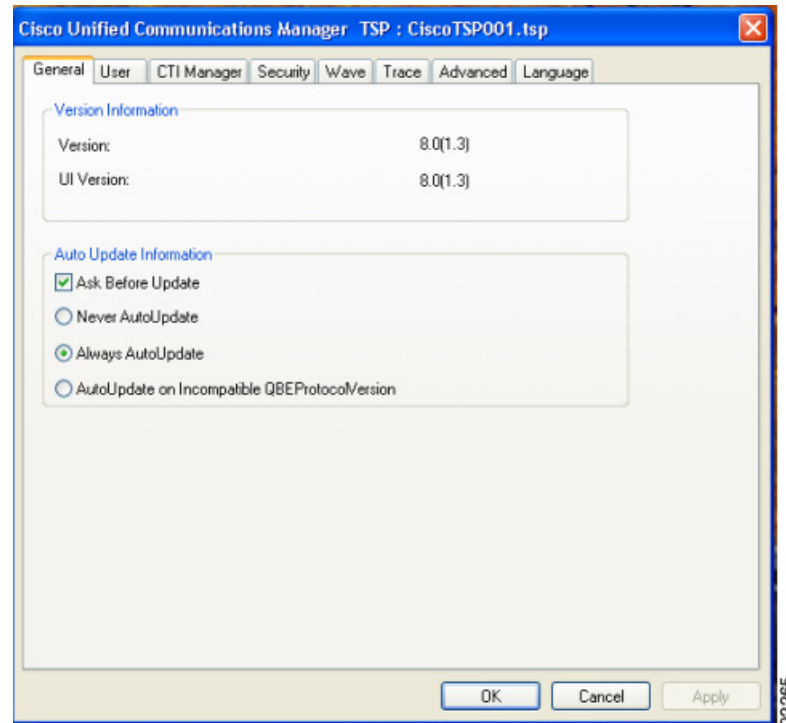 Cisco Unified Communications Manager TSP : CiscoTSP001.tsp
General User CTI Manager Security Wave Trace Advanced Language
Version Information
Version: 8.0(1.3)
UI Version: 8.0(1.3)
Auto Update Information
Ask Before Update
Never AutoUpdate
Always AutoUpdate
AutoUpdate on Incompatible QBEProtocolVersion
OK Cancel Apply